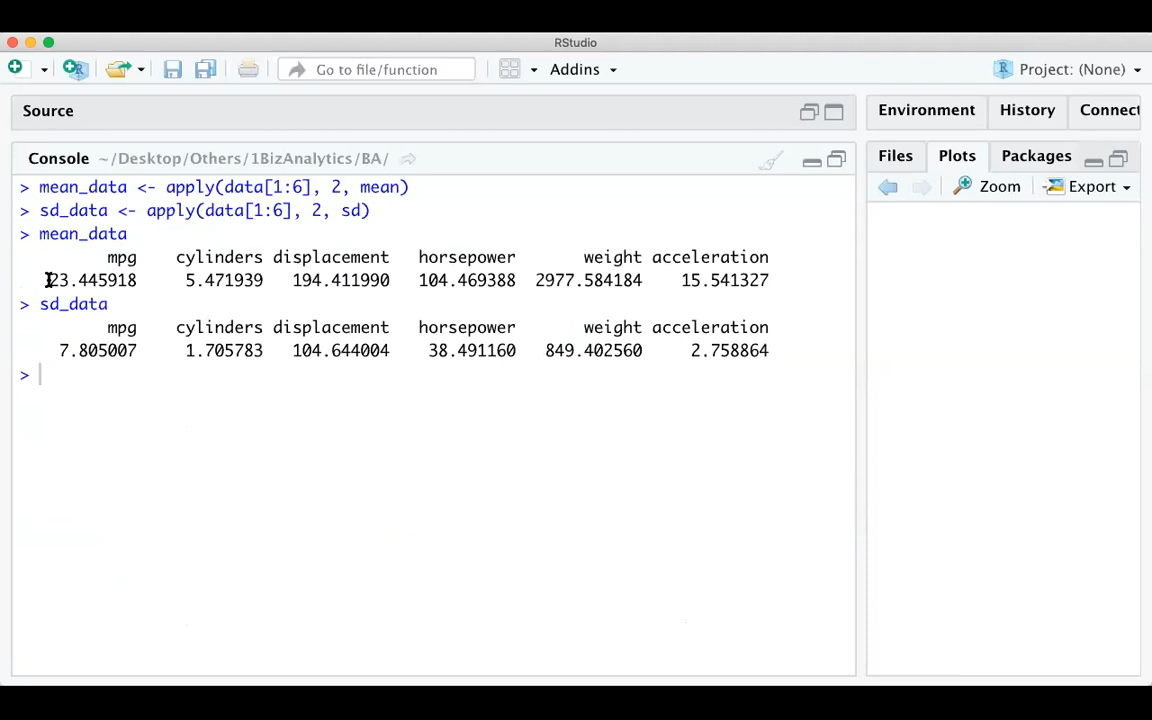 RStudio
Go to file/function
Addins
Project: (None)
Source
Environment History Connect
Console ~/Desktop/Others/1BizAnalytics/BA/
Files Plots Packages
Zoom Export
> mean_data <- apply(data[1:6], 2, mean)
> sd_data <- apply(data[1:6], 2, sd)
> mean_data
mpg cylinders displacement horsepower weight acceleration
23.445918 5.471939 194.411990 104.469388 2977.584184 15.541327
> sd_data
mpg cylinders displacement horsepower weight acceleration
7.805007 1.705783 104.644004 38.491160 849.402560 2.758864
>